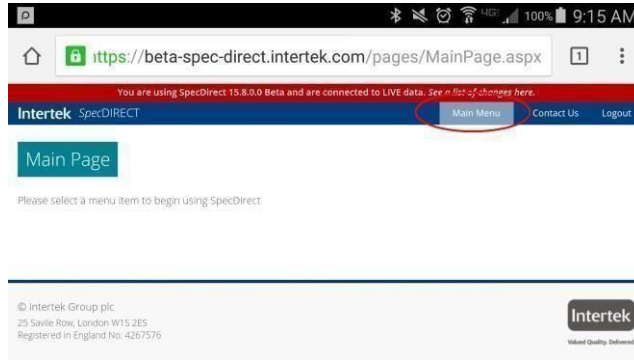 100% 9:15 AM
https://beta-spec-direct.intertek.com/pages/MainPage.aspx 1
You are using SpecDirect 15.8.0.0 Beta and are connected to LIVE data. See a list of changes here.
Intertek SpecDIRECT Main Menu Contact Us Logout
Main Page
Please select a menu item to begin using SpecDirect
© Intertek Group plc
25 Savile Row, London W1S 2ES
Registered in England No: 4267576
Intertek
Valued Quality. Delivered